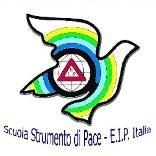 Scuola Strumento di Pace - E.I.P. Italia